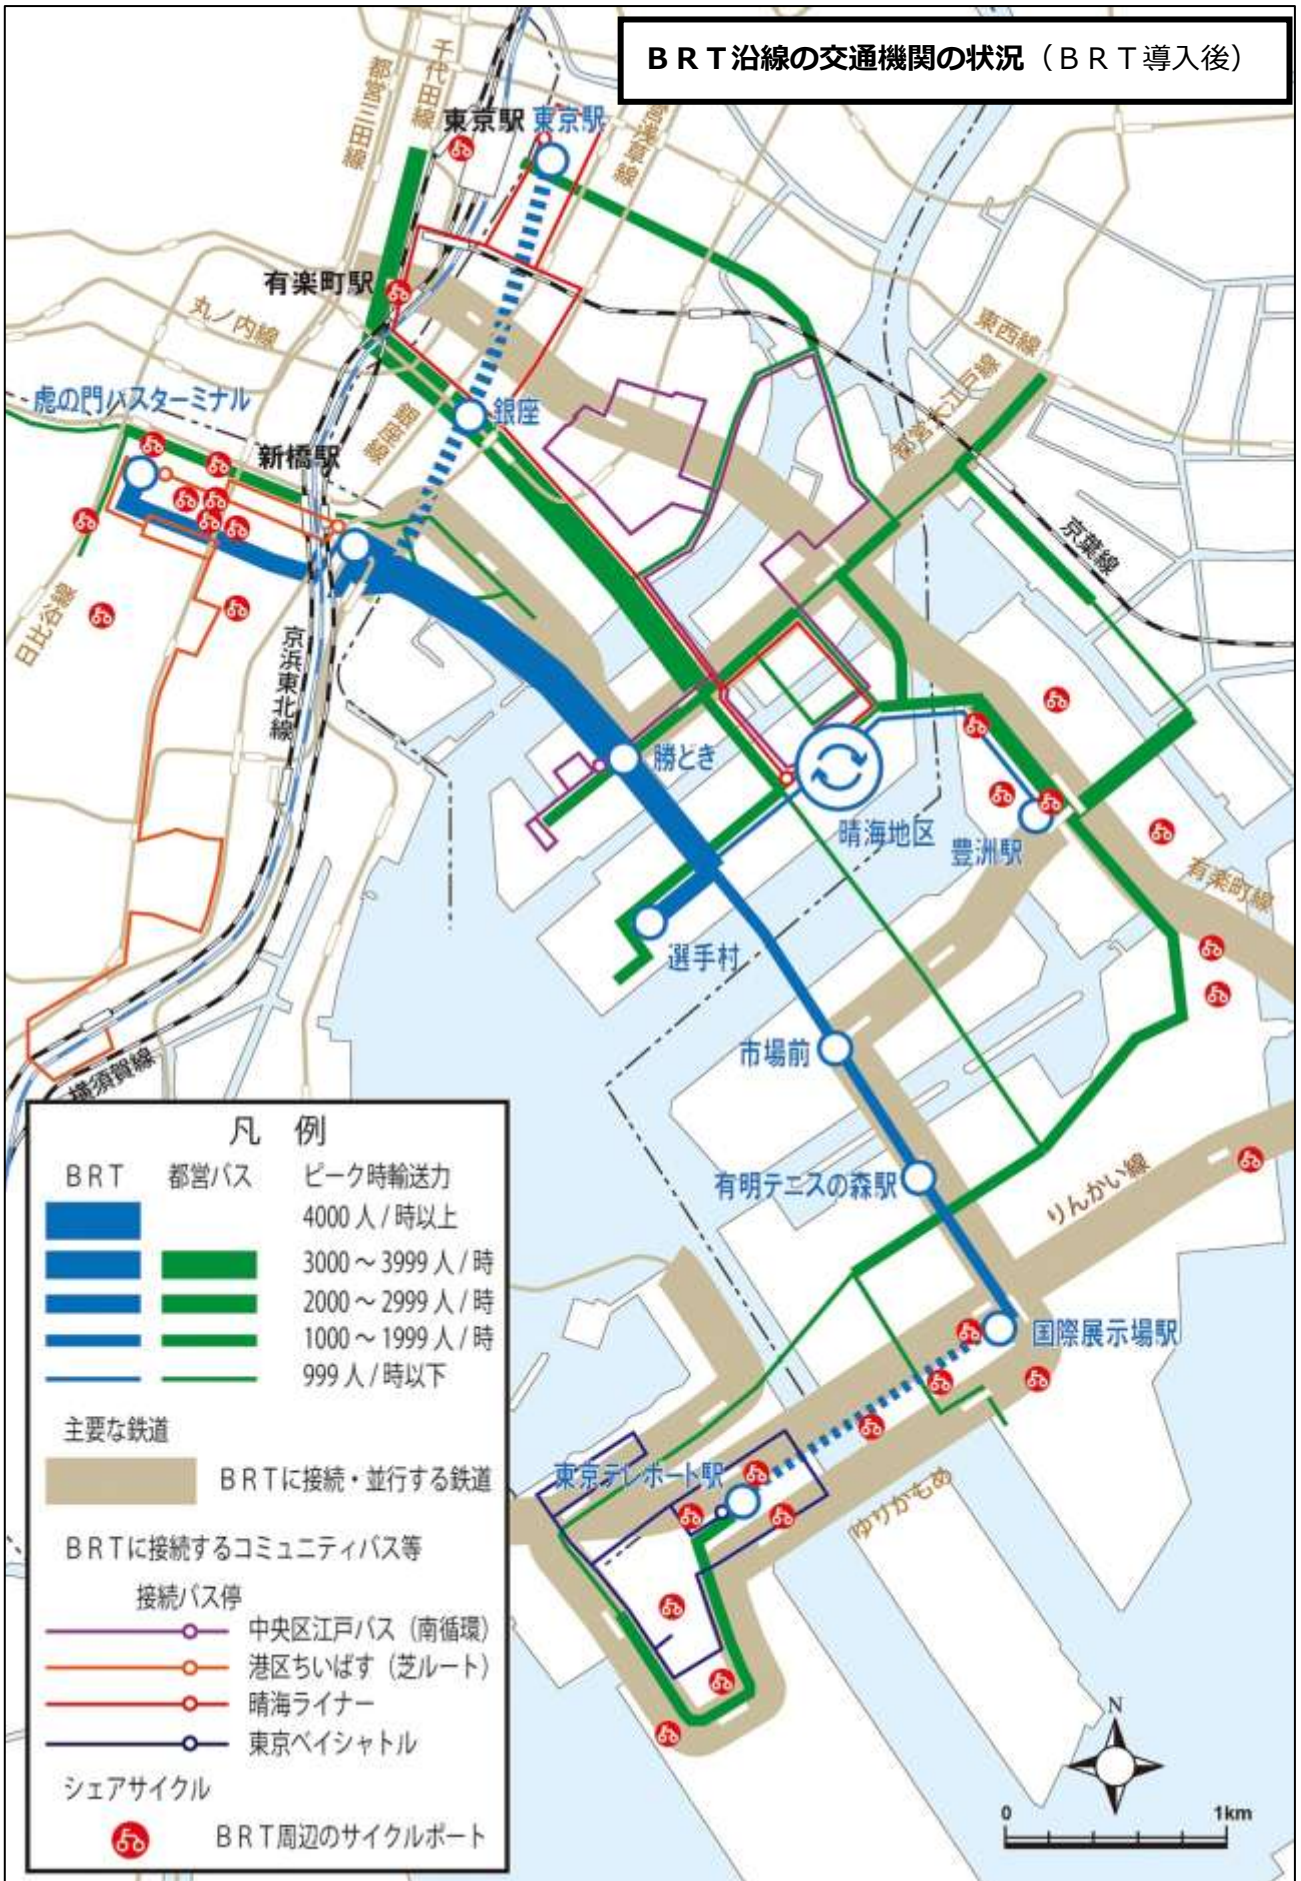 BRT沿線の交通機関の状況（BRT導入後）
千代田線
都営三田線
東京駅
東京駅
営浅草線
有楽町駅
丸ノ内線
東西線
虎の門バスターミナル
銀座線
銀座
新橋駅
京葉線
日比谷線
京浜東北線
勝どき
晴海地区
豊洲駅
有楽町線
選手村
市場前
横須賀線
有明テニスの森駅
りんかい線
国際展示場駅
東京テレポート駅
ゆりかもめ
凡 例
BRT 都営バス ピーク時輸送力
4000人/時以上
3000～3999人/時
2000～2999人/時
1000～1999人/時
999人/時以下
主要な鉄道
BRTに接続・並行する鉄道
BRTに接続するコミュニティバス等
接続バス停
中央区江戸バス（南循環）
港区ちいばす（芝ルート）
晴海ライナー
東京ベイシャトル
シェアサイクル
BRT周辺のサイクルポート
N
0 1km